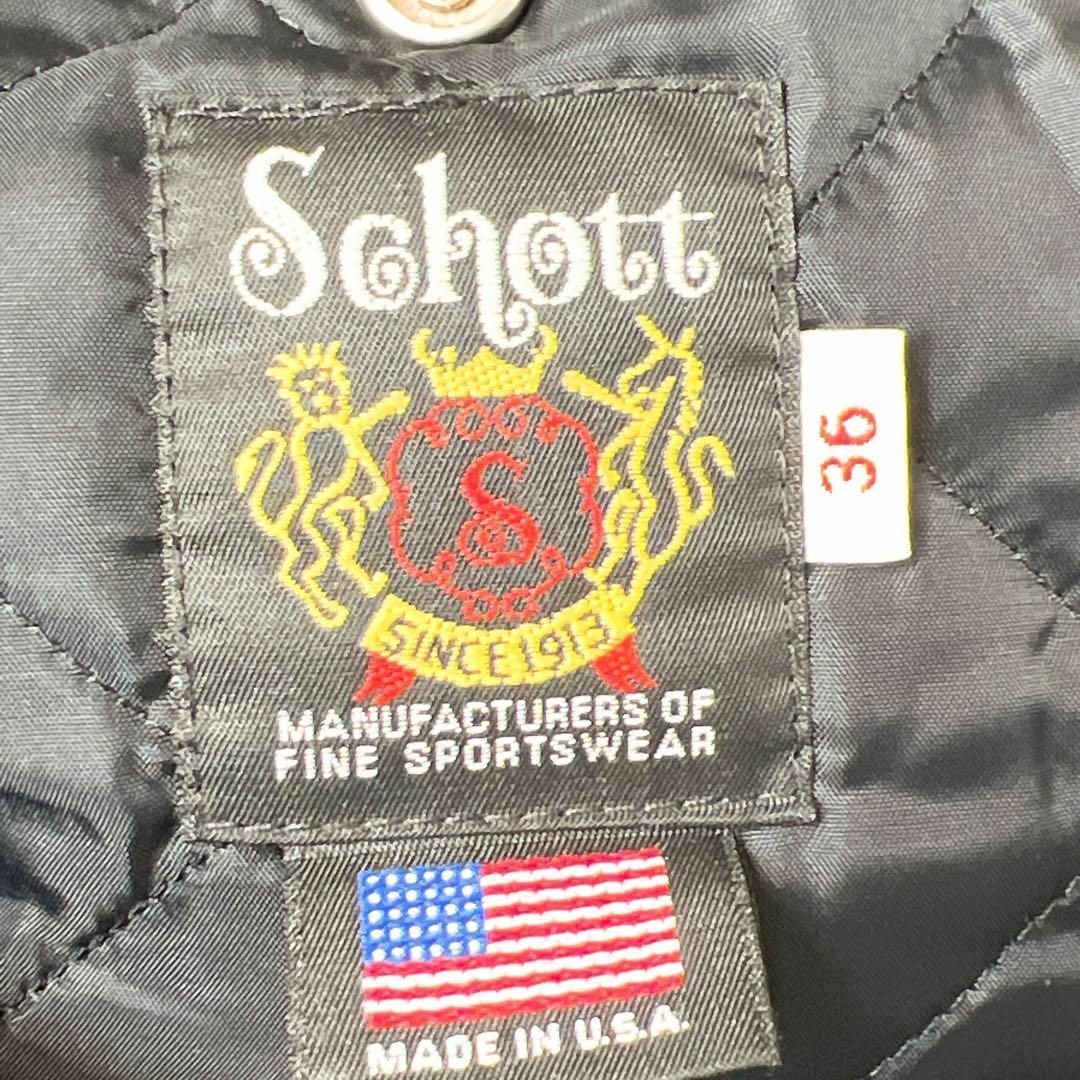 Schott
S
SINCE 1913
MANUFACTURERS OF
FINE SPORTSWEAR
36
MADE IN U.S.A.